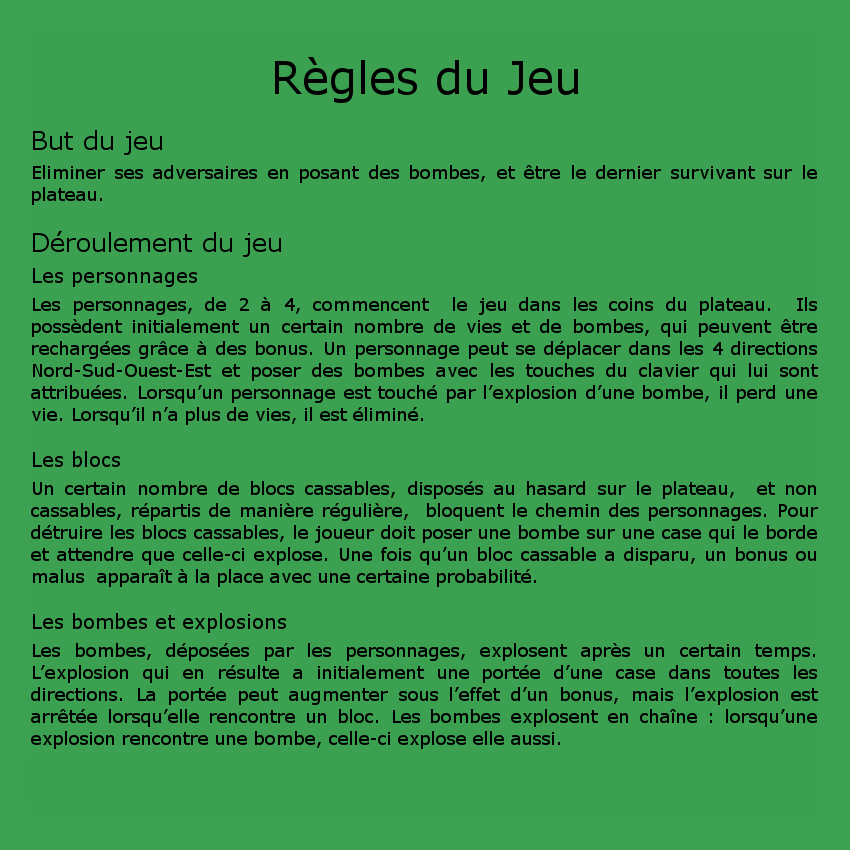 Règles du Jeu
But du jeu
Eliminer ses adversaires en posant des bombes, et être le dernier survivant sur le
plateau.
Déroulement du jeu
Les personnages
Les personnages, de 2 à 4, commencent  le jeu dans les coins du plateau.  Ils
possèdent initialement un certain nombre de vies et de bombes, qui peuvent être
rechargées grâce à des bonus. Un personnage peut se déplacer dans les 4 directions
Nord-Sud-Ouest-Est et poser des bombes avec les touches du clavier qui lui sont
attribuées. Lorsqu’un personnage est touché par l’explosion d’une bombe, il perd une
vie. Lorsqu’il n’a plus de vies, il est éliminé.
Les blocs
Un certain nombre de blocs cassables, disposés au hasard sur le plateau,  et non
cassables, répartis de manière régulière,  bloquent le chemin des personnages. Pour
détruire les blocs cassables, le joueur doit poser une bombe sur une case qui le borde
et attendre que celle-ci explose. Une fois qu’un bloc cassable a disparu, un bonus ou
malus  apparaît à la place avec une certaine probabilité.
Les bombes et explosions
Les bombes, déposées par les personnages, explosent après un certain temps.
L’explosion qui en résulte a initialement une portée d’une case dans toutes les
directions. La portée peut augmenter sous l’effet d’un bonus, mais l’explosion est
arrêtée lorsqu’elle rencontre un bloc. Les bombes explosent en chaîne : lorsqu’une
explosion rencontre une bombe, celle-ci explose elle aussi.